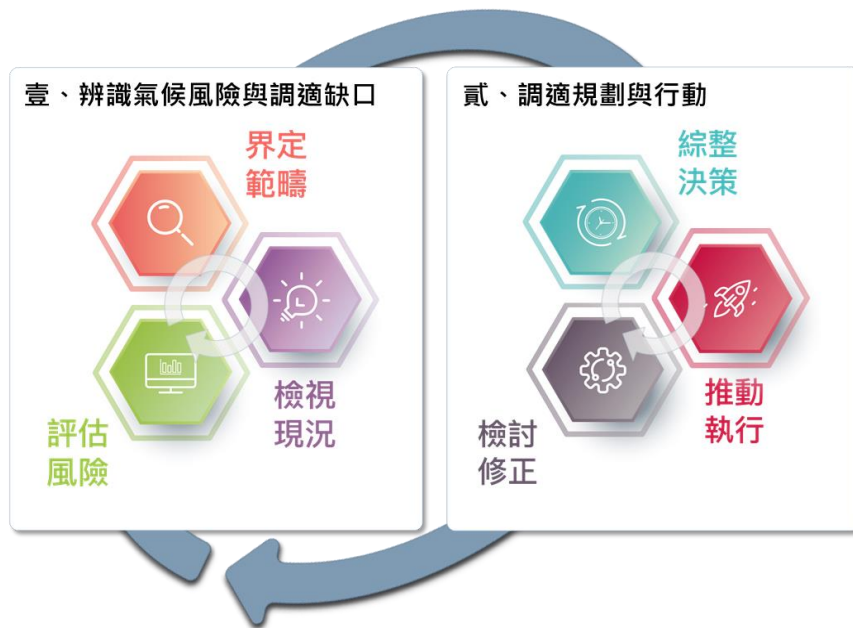 壹、辨識氣候風險與調適缺口
界定
範疇
檢視
現況
評估
風險
貳、調適規劃與行動
綜整
決策
推動
執行
檢討
修正